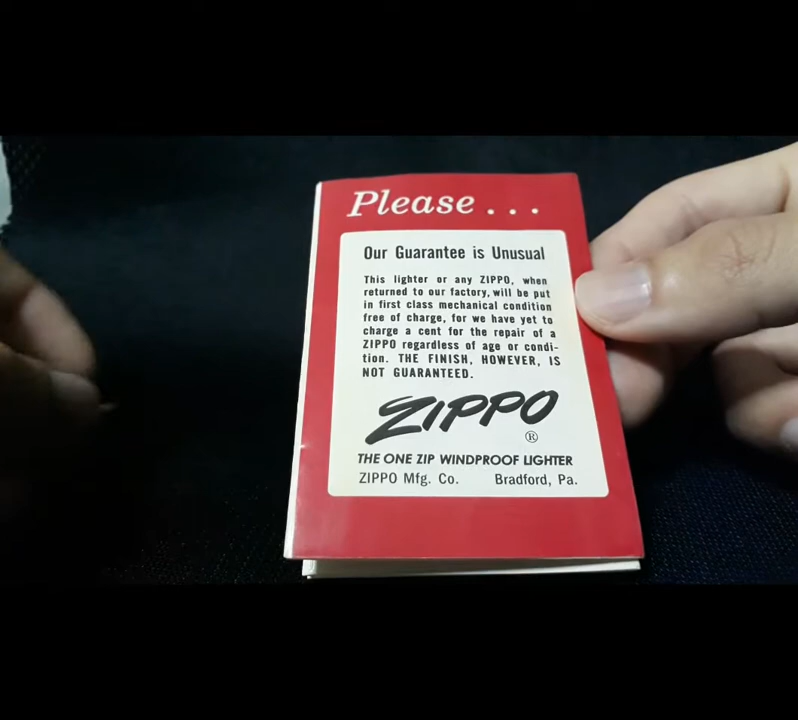 Please...
Our Guarantee is Unusual
This lighter or any ZIPPO, when
returned to our factory, will be put
in first class mechanical condition
free of charge, for we have yet to
charge a cent for the repair of a
ZIPPO regardless of age or condi-
tion. THE FINISH, HOWEVER, IS
NOT GUARANTEED.
ZIPPO
®
THE ONE ZIP WINDPROOF LIGHTER
ZIPPO Mfg. Co. Bradford, Pa.